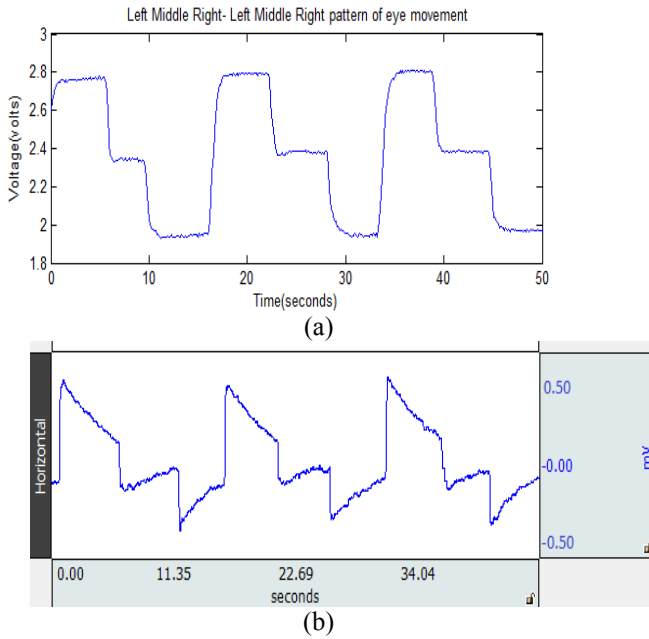 Left Middle Right- Left Middle Right pattern of eye movement
3
2.8
2.6
2.4
2.2
2
1.8
Voltage(volts)
0 10 20 30 40 50
Time(seconds)
(a)
Horizontal
0.50
-0.00
-0.50
mV
0.00 11.35 22.69 34.04
seconds
(b)